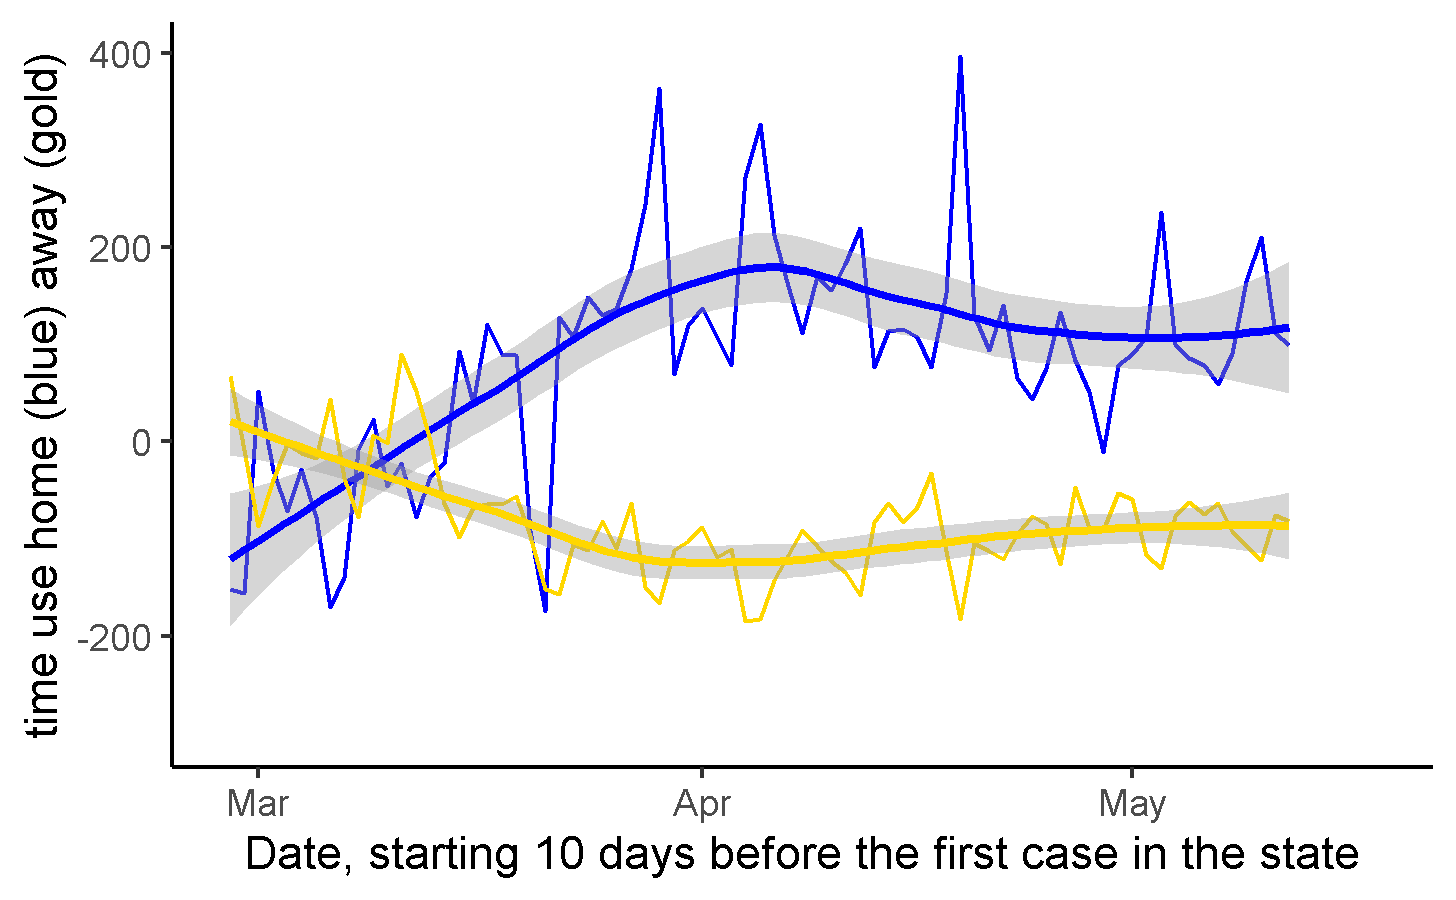 time use home (blue) away (gold)
400
200
0
-200
Mar
Apr
May
Date, starting 10 days before the first case in the state